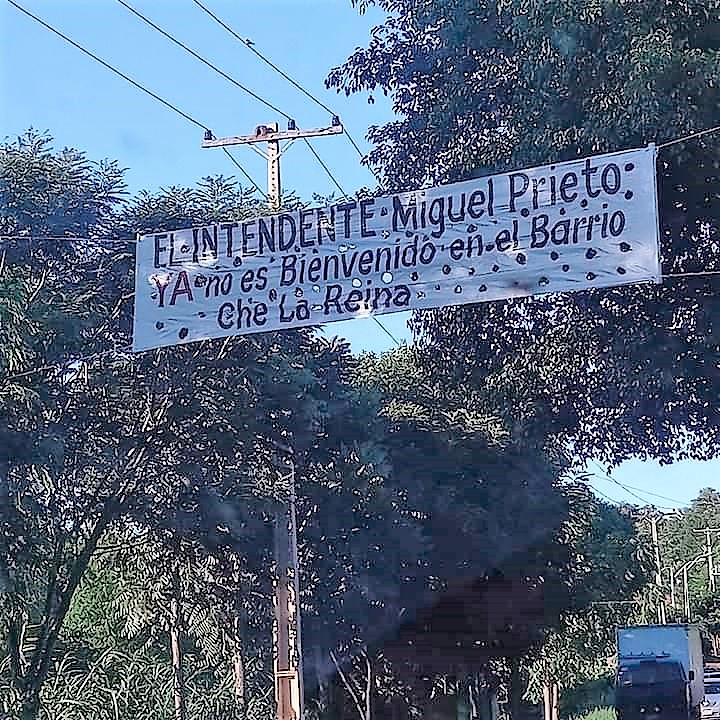 EL INTENDENTE Miguel Prieto
YA no es Bienvenido en el Barrio
Che La Reina